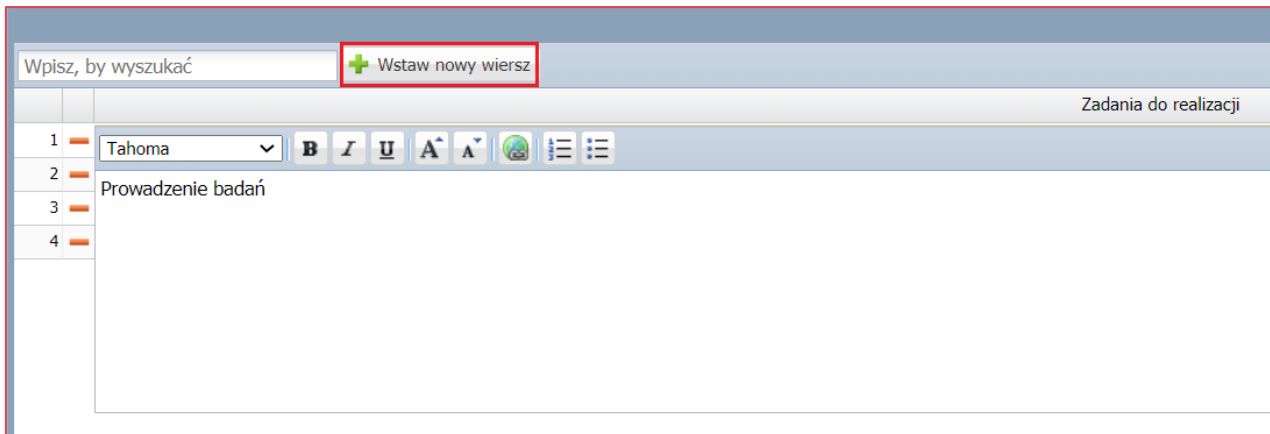 Wpisz, by wyszukać
Wstaw nowy wiersz
Zadania do realizacji
1
Tahoma
B I U A A
2
Prowadzenie badań
3
4